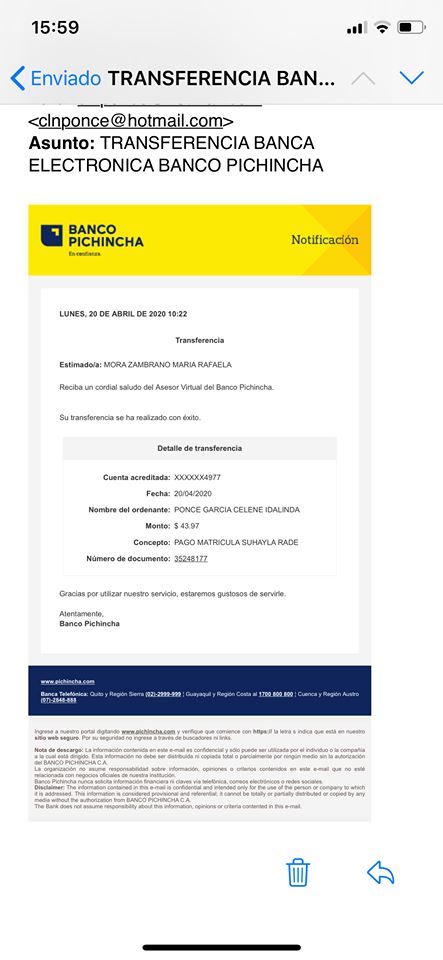 15:59
Enviado TRANSFERENCIA BAN...
<clnponce@hotmail.com>
Asunto: TRANSFERENCIA BANCA
ELECTRONICA BANCO PICHINCHA
BANCO
PICHINCHA
En confianza.
Notificación
LUNES, 20 DE ABRIL DE 2020 10:22
Transferencia
Estimado/a: MORA ZAMBRANO MARIA RAFAELA
Reciba un cordial saludo del Asesor Virtual del Banco Pichincha.
Su transferencia se ha realizado con éxito.
Detalle de transferencia
Cuenta acreditada: XXXXXX4977
Fecha: 20/04/2020
Nombre del ordenante: PONCE GARCIA CELENE IDALINDA
Monto: $ 43.97
Concepto: PAGO MATRICULA SUHAYLA RADE
Número de documento: 35248177
Gracias por utilizar nuestro servicio, estaremos gustosos de servirle.
Atentamente,
Banco Pichincha
www.pichincha.com
Banca Telefónica: Quito y Región Sierra (02)-2999-999 | Guayaquil y Región Costa al 1700 800 800 | Cuenca y Región Austro
(07)-2848-888
Ingrese a nuestro portal digitando www.pichincha.com y verifique que comience con https:// la letra s indica que está en nuestro
sitio web seguro. Por su seguridad no ingrese a través de buscadores ni links.
Nota de descargo: La información contenida en este e-mail es confidencial y sólo puede ser utilizada por el individuo o la compañía
a la cual está dirigido. Esta información no debe ser distribuida ni copiada total o parcialmente por ningún medio sin la autorización
del BANCO PICHINCHA C.A.
La organización no asume responsabilidad sobre información, opiniones o criterios contenidos en este e-mail que no esté
relacionada con negocios oficiales de nuestra institución.
Banco Pichincha nunca solicita información financiera ni claves vía telefónica, correos electrónicos o redes sociales.
Disclaimer: The information contained in this e-mail is confidential and intended only for the use of the person or company to which
it is addressed. This information is considered provisional and referential; it cannot be totally or partially distributed or copied by any
media without the authorization from BANCO PICHINCHA C.A.
The Bank does not assume responsibility about this information, opinions or criteria contented in this e-mail.